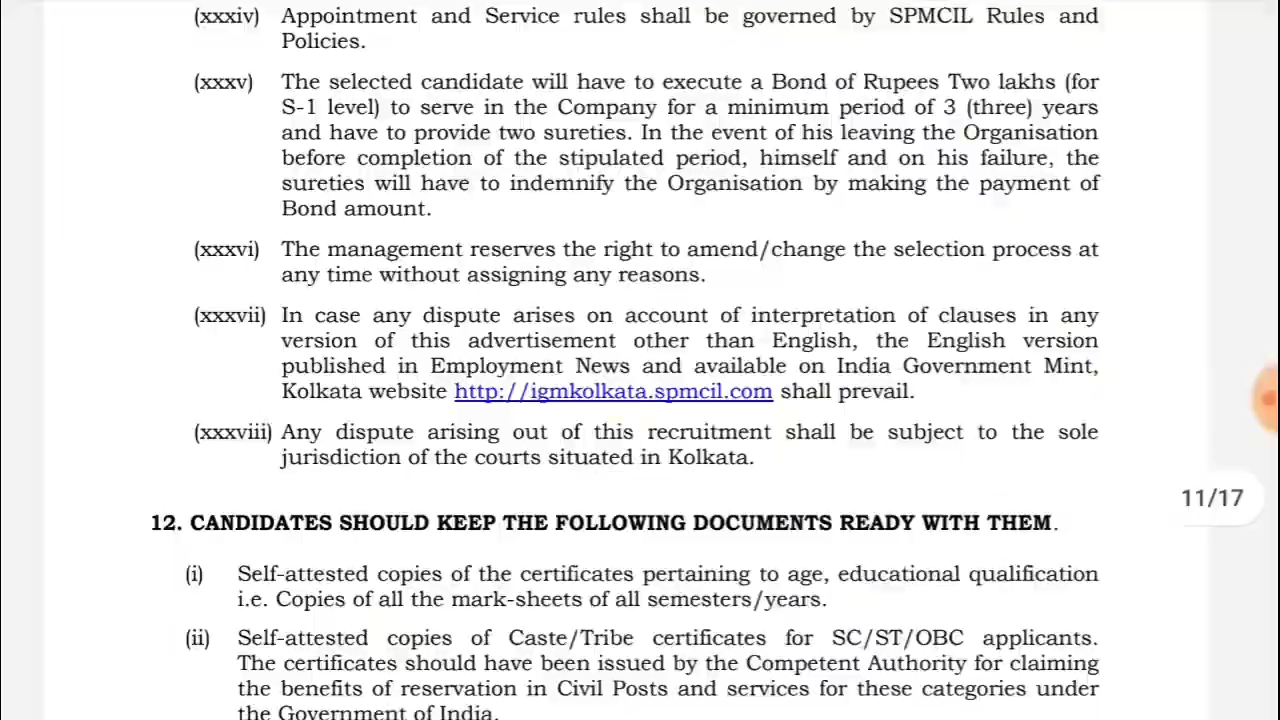 (xxxiv) Appointment and Service rules shall be governed by SPMCIL Rules and
Policies.
(xxxv) The selected candidate will have to execute a Bond of Rupees Two lakhs (for
S-1 level) to serve in the Company for a minimum period of 3 (three) years
and have to provide two sureties. In the event of his leaving the Organisation
before completion of the stipulated period, himself and on his failure, the
sureties will have to indemnify the Organisation by making the payment of
Bond amount.
(xxxvi) The management reserves the right to amend/change the selection process at
any time without assigning any reasons.
(xxxvii) In case any dispute arises on account of interpretation of clauses in any
version of this advertisement other than English, the English version
published in Employment News and available on India Government Mint,
Kolkata website http://igmkolkata.spmcil.com shall prevail.
(xxxviii) Any dispute arising out of this recruitment shall be subject to the sole
jurisdiction of the courts situated in Kolkata.
11/17
12. CANDIDATES SHOULD KEEP THE FOLLOWING DOCUMENTS READY WITH THEM.
(i) Self-attested copies of the certificates pertaining to age, educational qualification
i.e. Copies of all the mark-sheets of all semesters/years.
(ii) Self-attested copies of Caste/Tribe certificates for SC/ST/OBC applicants.
The certificates should have been issued by the Competent Authority for claiming
the benefits of reservation in Civil Posts and services for these categories under
the Government of India.